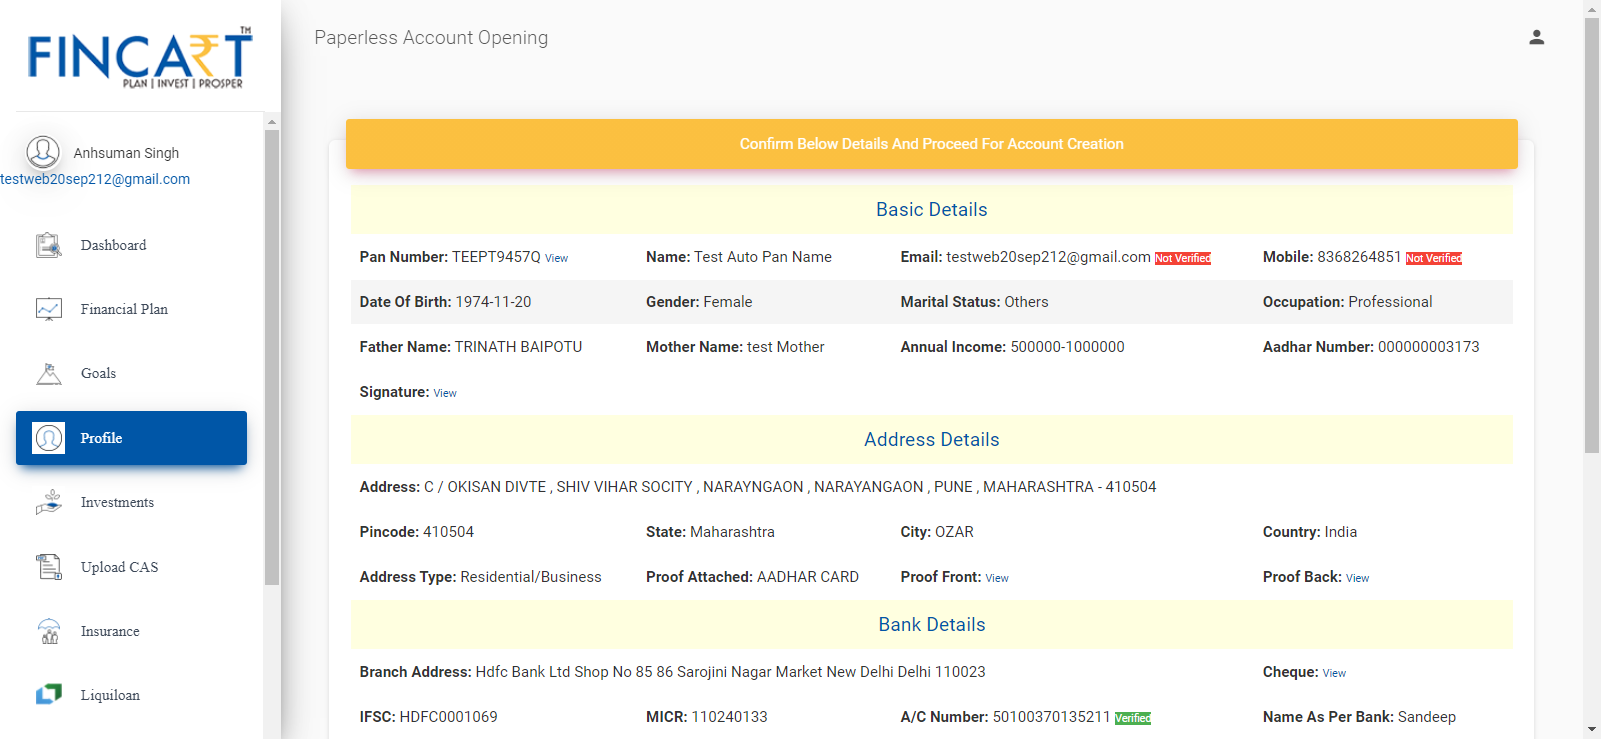 FINCART™
PLAN | INVEST | PROSPER
Anhsuman Singh
testweb20sep212@gmail.com
Dashboard
Financial Plan
Goals
Profile
Investments
Upload CAS
Insurance
Liquiloan
Paperless Account Opening
Confirm Below Details And Proceed For Account Creation
Basic Details
Pan Number: TEEPT9457Q View Name: Test Auto Pan Name Email: testweb20sep212@gmail.com Not Verified Mobile: 8368264851 Not Verified
Date Of Birth: 1974-11-20 Gender: Female Marital Status: Others Occupation: Professional
Father Name: TRINATH BAIPOTU Mother Name: test Mother Annual Income: 500000-1000000 Aadhar Number: 000000003173
Signature: View
Address Details
Address: C / OKISAN DIVTE , SHIV VIHAR SOCITY , NARAYNGAON , NARAYANGAON , PUNE , MAHARASHTRA - 410504
Pincode: 410504 State: Maharashtra City: OZAR Country: India
Address Type: Residential/Business Proof Attached: AADHAR CARD Proof Front: View Proof Back: View
Bank Details
Branch Address: Hdfc Bank Ltd Shop No 85 86 Sarojini Nagar Market New Delhi Delhi 110023 Cheque: View
IFSC: HDFC0001069 MICR: 110240133 A/C Number: 50100370135211 Verified Name As Per Bank: Sandeep